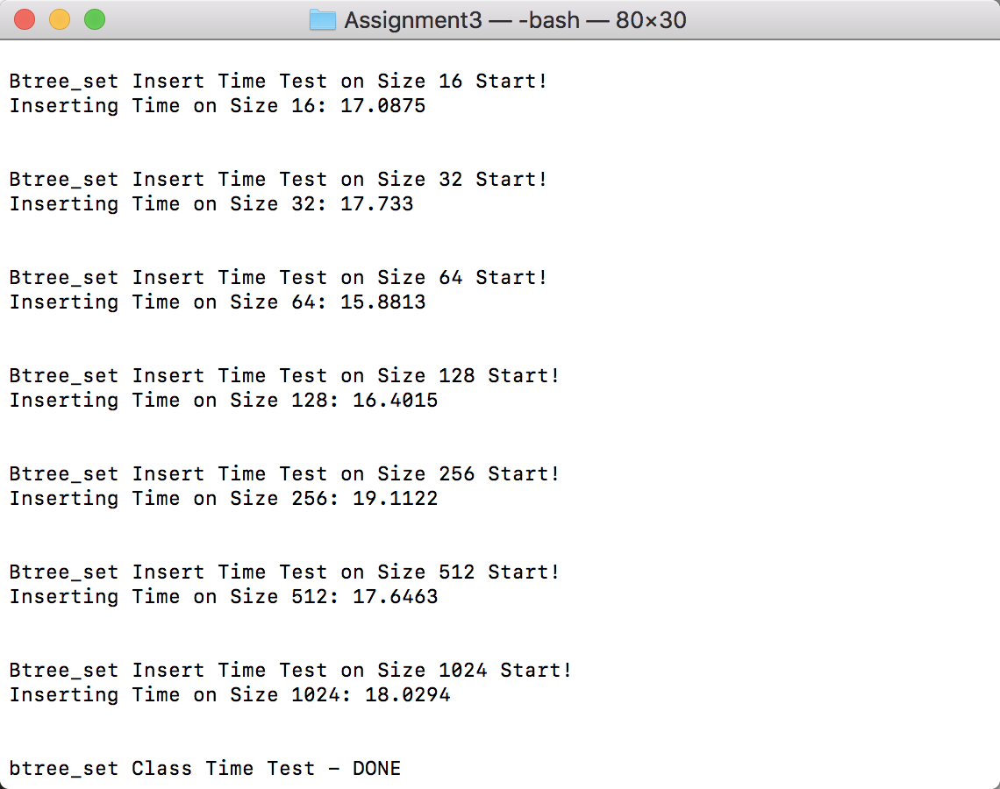 Assignment3 — -bash — 80×30
Btree_set Insert Time Test on Size 16 Start!
Inserting Time on Size 16: 17.0875
Btree_set Insert Time Test on Size 32 Start!
Inserting Time on Size 32: 17.733
Btree_set Insert Time Test on Size 64 Start!
Inserting Time on Size 64: 15.8813
Btree_set Insert Time Test on Size 128 Start!
Inserting Time on Size 128: 16.4015
Btree_set Insert Time Test on Size 256 Start!
Inserting Time on Size 256: 19.1122
Btree_set Insert Time Test on Size 512 Start!
Inserting Time on Size 512: 17.6463
Btree_set Insert Time Test on Size 1024 Start!
Inserting Time on Size 1024: 18.0294
btree_set Class Time Test – DONE